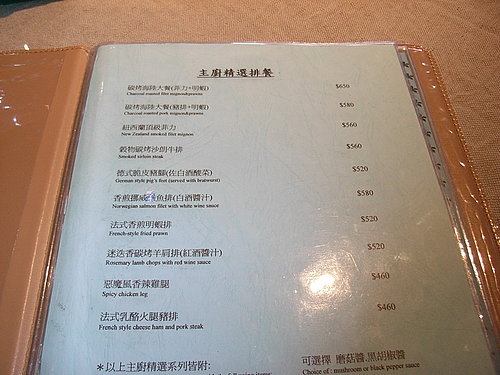 主廚精選排餐
碳烤海陸大餐(菲力+明蝦) $650
Charcoal roasted filet mignon&prawns
碳烤海陸大餐(豬排+明蝦) $580
Charcoal roasted pork mignon&prawns
紐西蘭頂級菲力 $560
New Zealand smoked filet mignon
穀物碳烤沙朗牛排 $560
Smoked sirloin steak
德式脆皮豬腳(佐白酒酸菜) $520
German style pig's feet (served with bratwurst)
香煎挪威鮭魚排(白酒醬汁) $580
Norwegian salmon filet with white wine sauce
法式香煎明蝦排 $520
French-style fried prawn
迷迭香碳烤羊肩排(紅酒醬汁) $520
Rosemary lamb chops with red wine sauce
惡魔風香辣雞腿 $460
Spicy chicken leg
法式乳酪火腿豬排 $460
French style cheese ham and pork steak
*以上主廚精選系列皆附:
可選擇 磨菇醬.黑胡椒醬
Choice of : mushroom or black pepper sauce